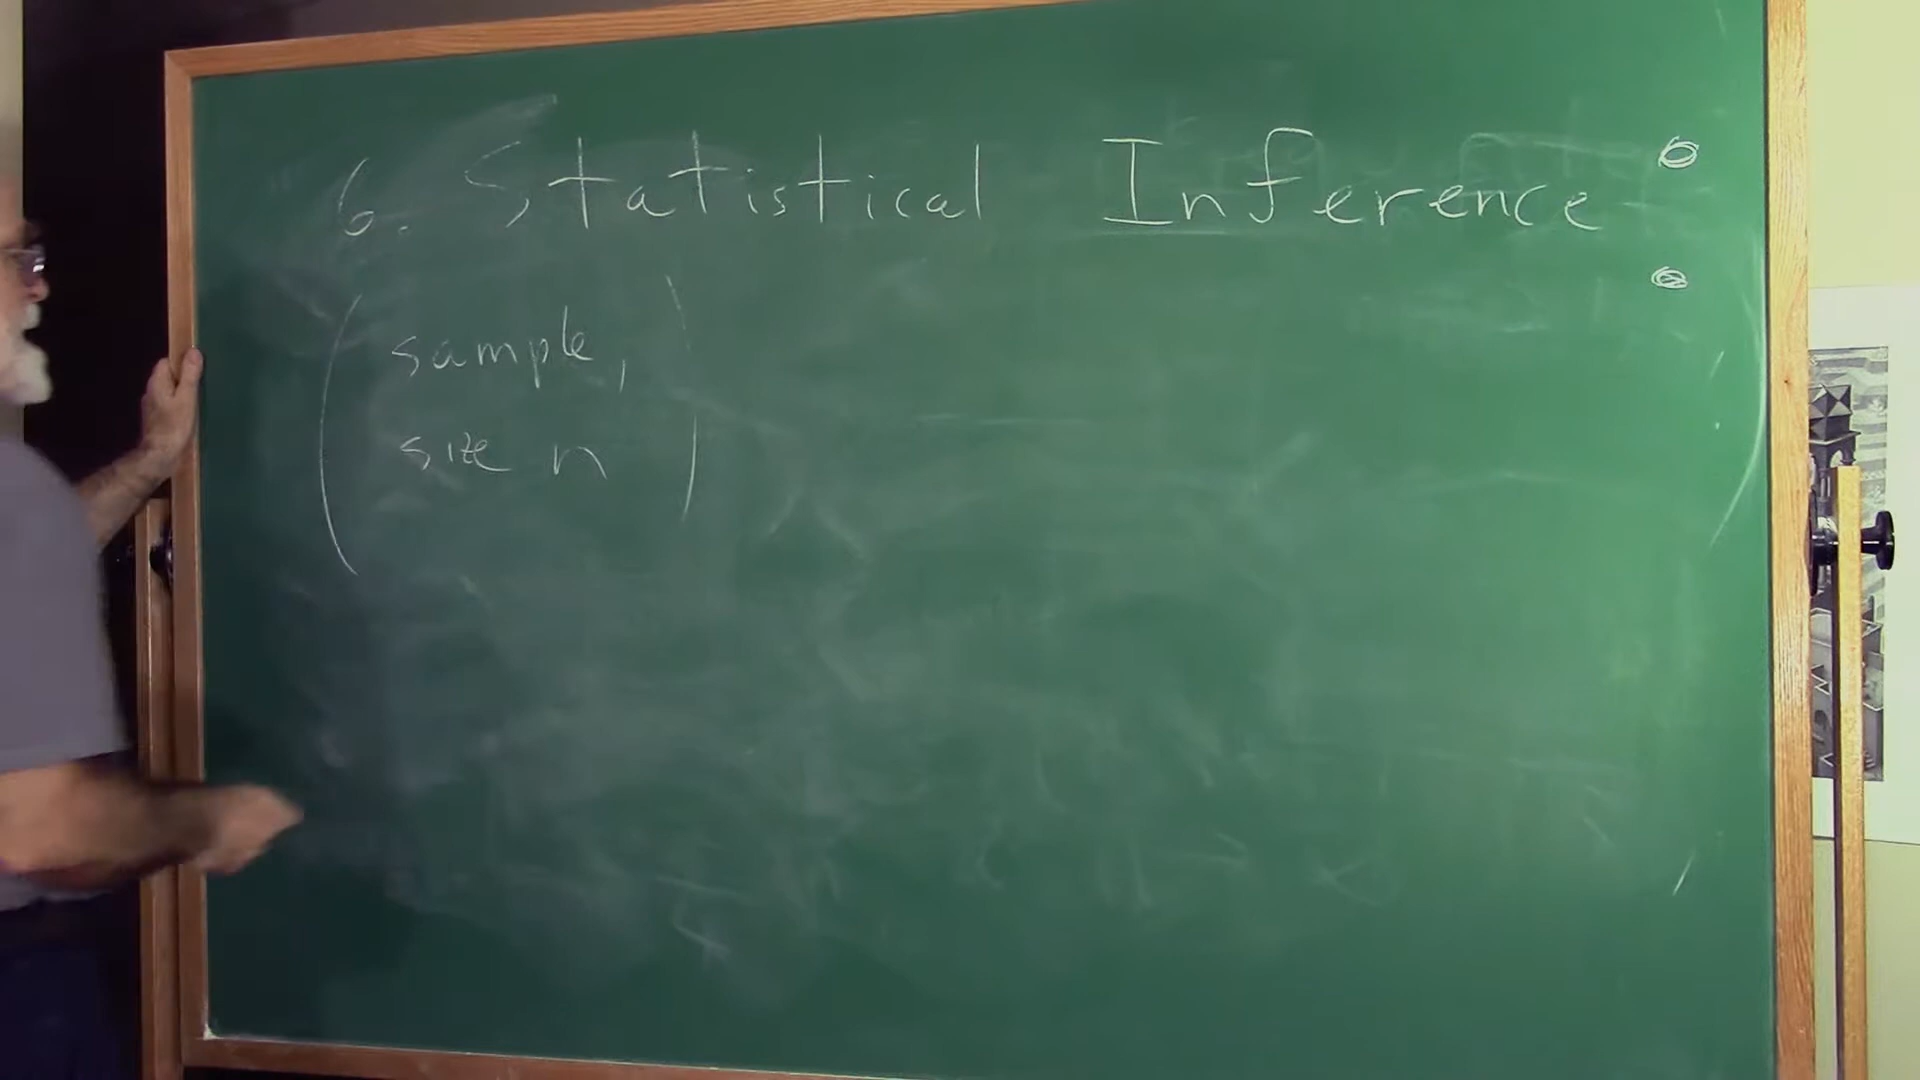 6. Statistical Inference :
( sample,
size n )